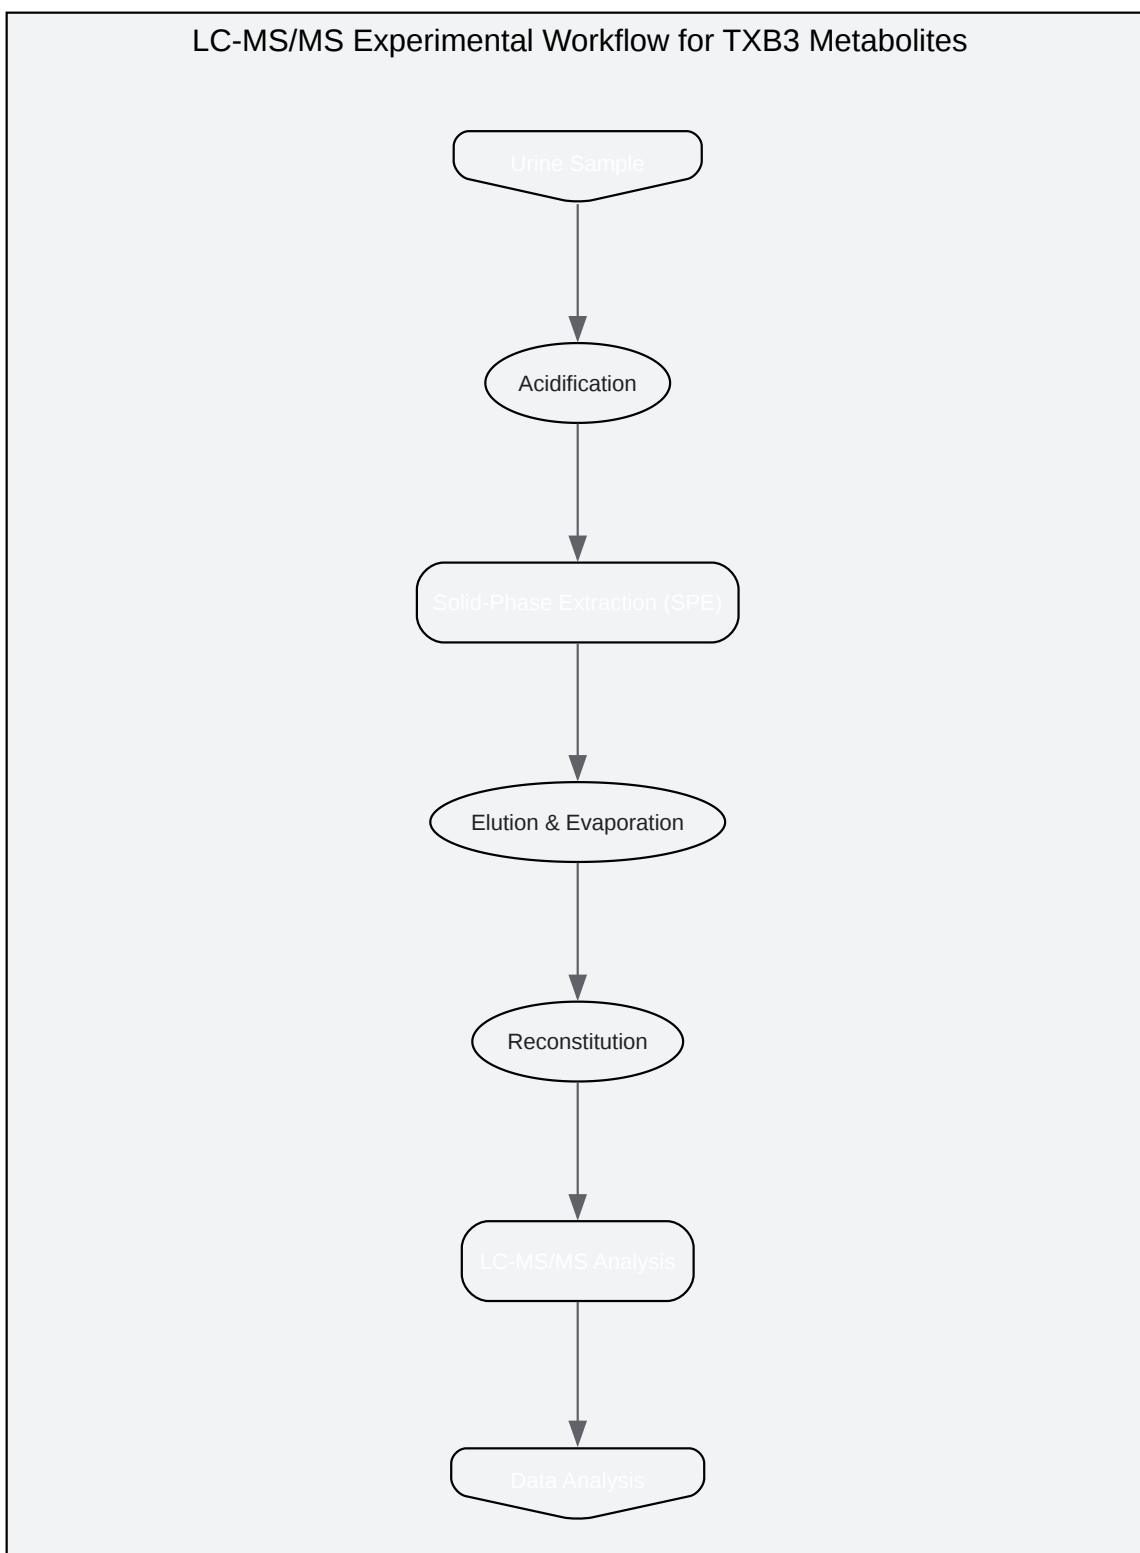 LC-MS/MS Experimental Workflow for TXB3 Metabolites
Urine Sample
Acidification
Solid-Phase Extraction (SPE)
Elution & Evaporation
Reconstitution
LC-MS/MS Analysis
Data Analysis